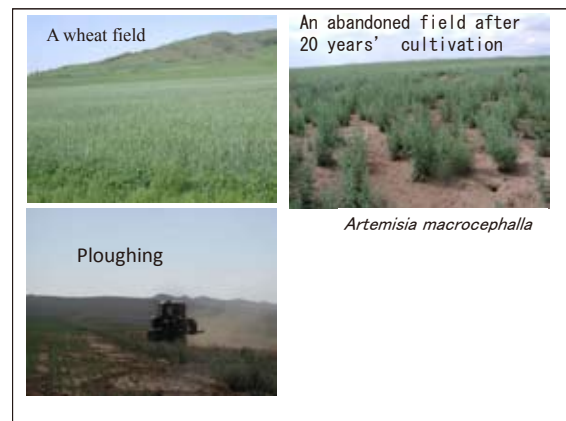 A wheat field
An abandoned field after
20 years' cultivation
Artemisia macrocephalla
Ploughing